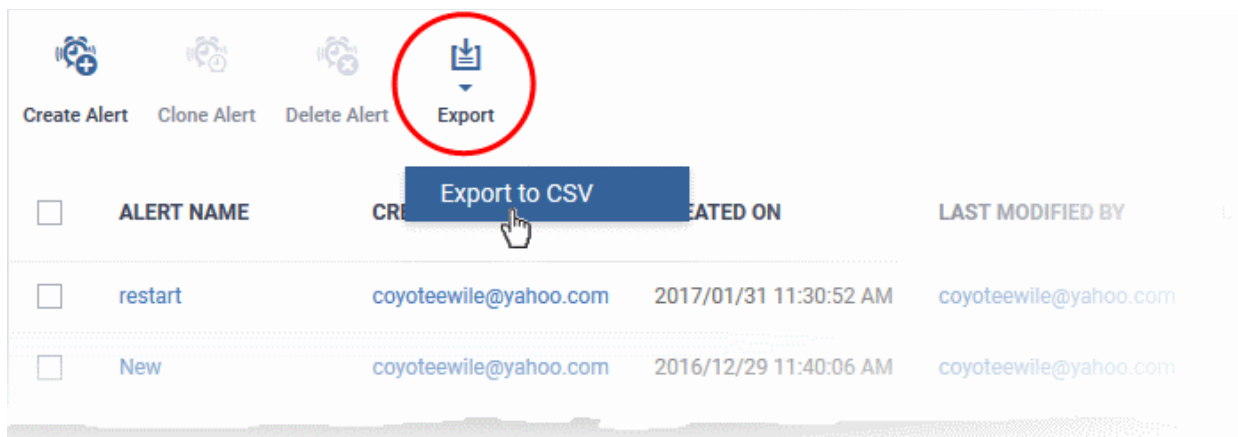 Create Alert Clone Alert Delete Alert Export
Export to CSV
ALERT NAME CRE EATED ON LAST MODIFIED BY
restart coyoteewile@yahoo.com 2017/01/31 11:30:52 AM coyoteewile@yahoo.com
New coyoteewile@yahoo.com 2016/12/29 11:40:06 AM coyoteewile@yahoo.com